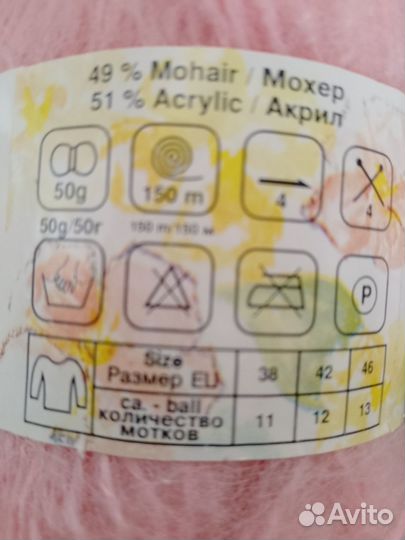 49 % Mohair / Мохер
51 % Acrylic / Акрил
50g 150 m 4 4
50g/50г 150 m/150 м
P
Size
Размер EU 38 42 46
ca. - ball
количество
мотков 11 12 13
Avito